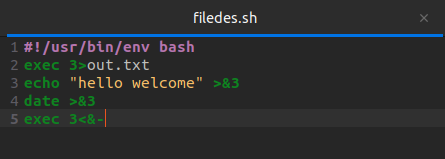 filedes.sh ×
1 #!/usr/bin/env bash
2 exec 3>out.txt
3 echo "hello welcome" >&3
4 date >&3
5 exec 3<&-